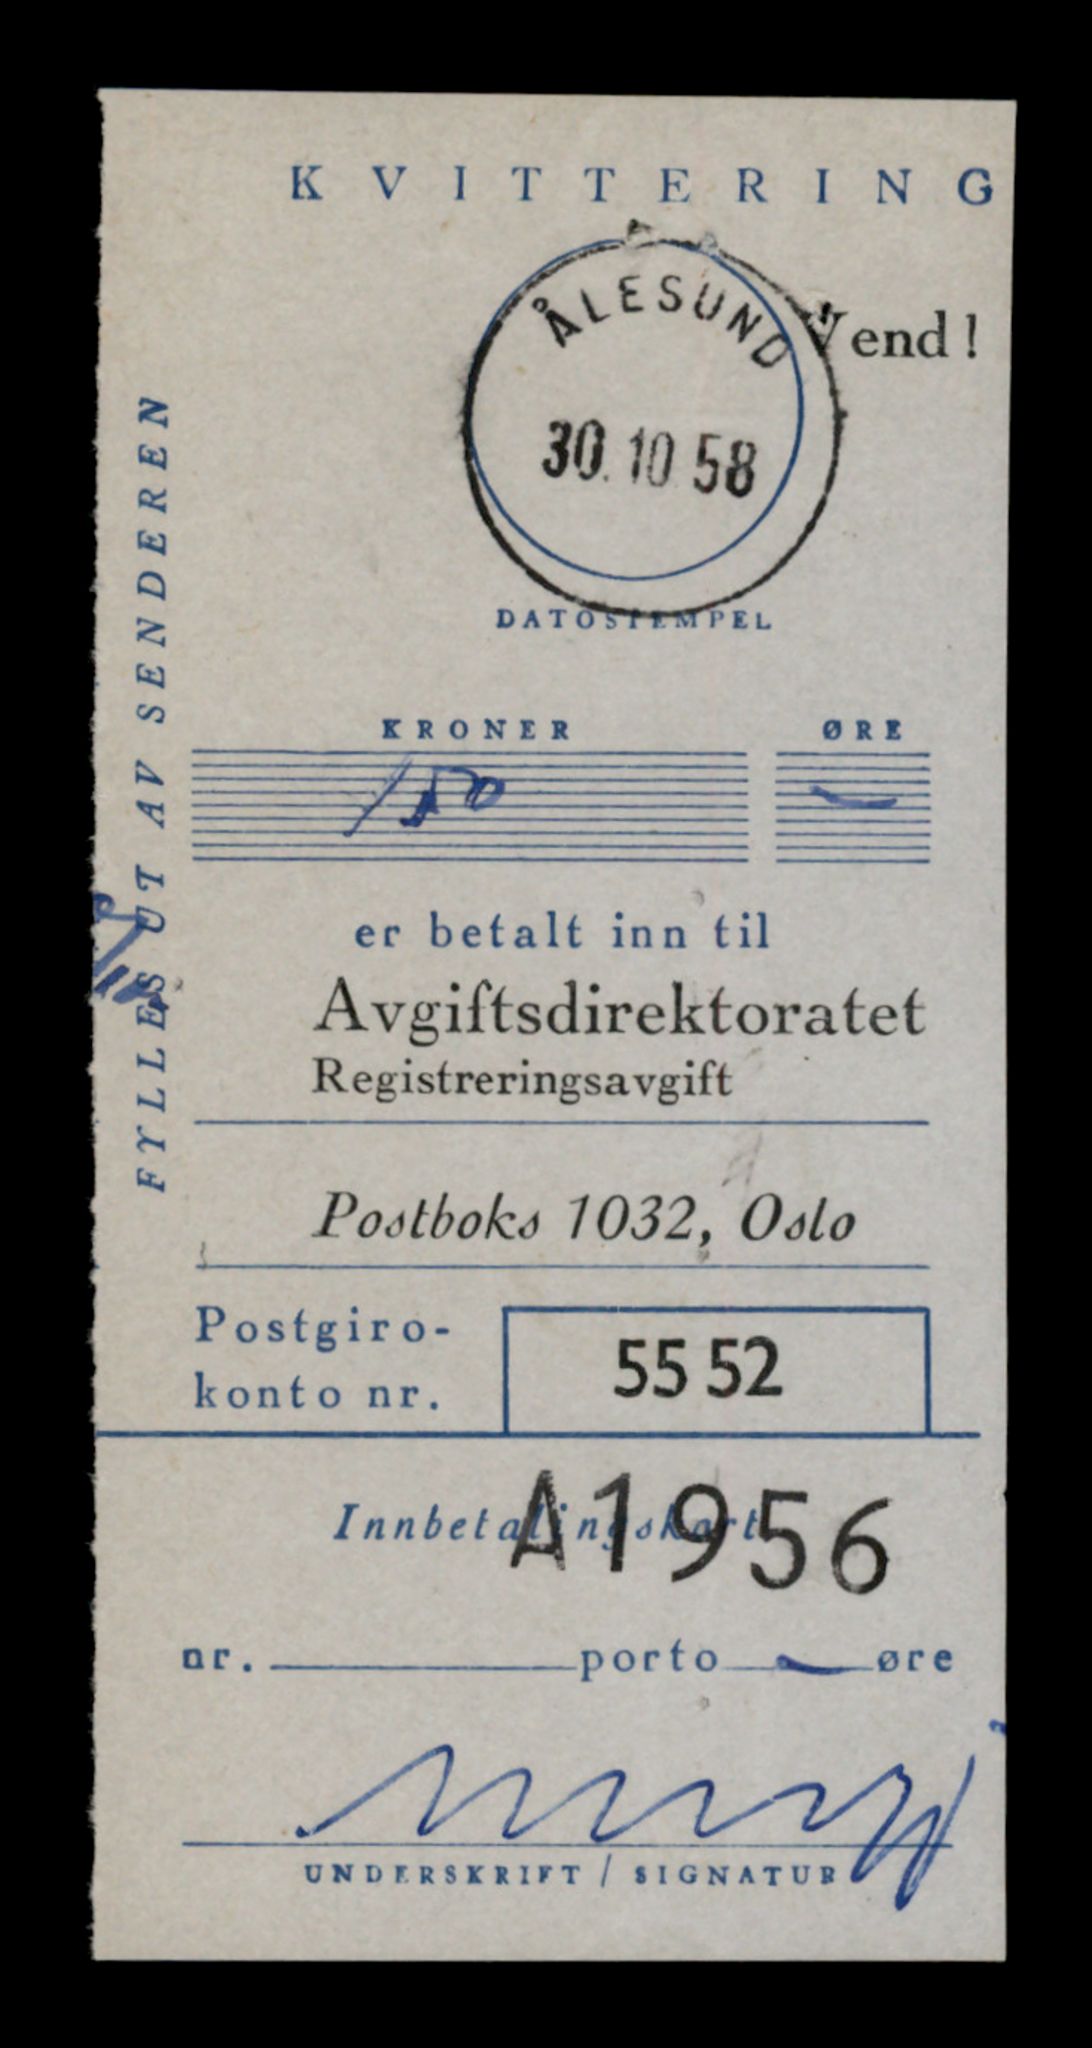 KVITTERING
ÅLESUND
Vend!
30.10 58
DATOSTEMPEL
FYLLES UT AV SENDEREN
KRONER ØRE
150 —
er betalt inn til
Avgiftsdirektoratet
Registreringsavgift
Postboks 1032, Oslo
Postgiro-
konto nr.
55 52
A1956
Innbetalingskort
nr. porto — øre
UNDERSKRIFT / SIGNATUR